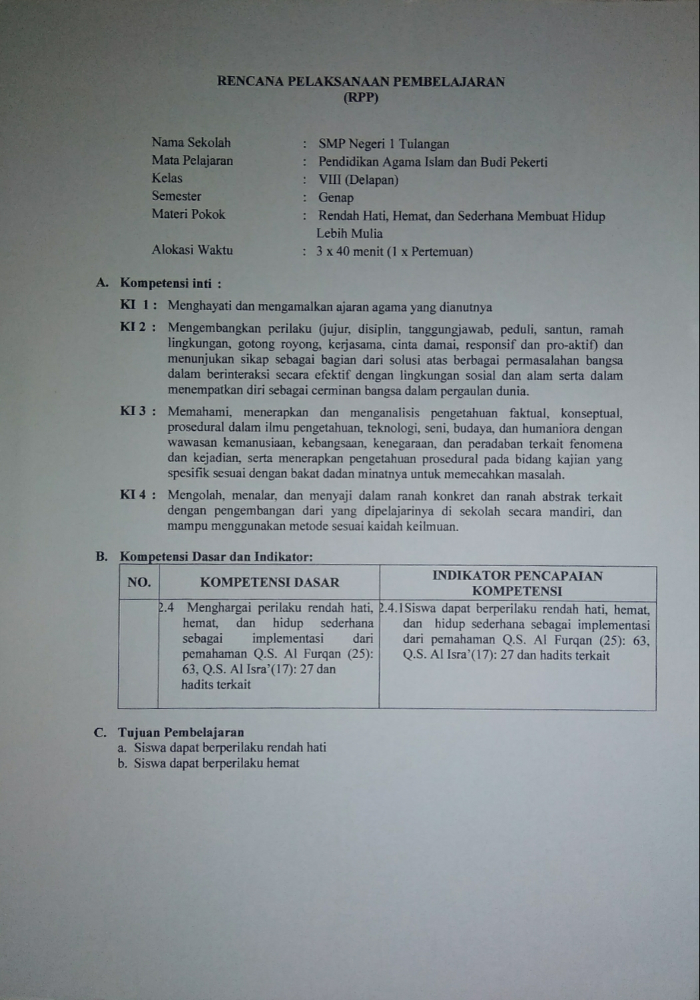 RENCANA PELAKSANAAN PEMBELAJARAN
(RPP)
Nama Sekolah : SMP Negeri 1 Tulangan
Mata Pelajaran : Pendidikan Agama Islam dan Budi Pekerti
Kelas : VIII (Delapan)
Semester : Genap
Materi Pokok : Rendah Hati, Hemat, dan Sederhana Membuat Hidup
Lebih Mulia
Alokasi Waktu : 3 x 40 menit (1 x Pertemuan)
A. Kompetensi inti :
KI 1 : Menghayati dan mengamalkan ajaran agama yang dianutnya
KI 2 : Mengembangkan perilaku (jujur, disiplin, tanggungjawab, peduli, santun, ramah
lingkungan, gotong royong, kerjasama, cinta damai, responsif dan pro-aktif) dan
menunjukan sikap sebagai bagian dari solusi atas berbagai permasalahan bangsa
dalam berinteraksi secara efektif dengan lingkungan sosial dan alam serta dalam
menempatkan diri sebagai cerminan bangsa dalam pergaulan dunia.
KI 3 : Memahami, menerapkan dan menganalisis pengetahuan faktual, konseptual,
prosedural dalam ilmu pengetahuan, teknologi, seni, budaya, dan humaniora dengan
wawasan kemanusiaan, kebangsaan, kenegaraan, dan peradaban terkait fenomena
dan kejadian, serta menerapkan pengetahuan prosedural pada bidang kajian yang
spesifik sesuai dengan bakat dadan minatnya untuk memecahkan masalah.
KI 4 : Mengolah, menalar, dan menyaji dalam ranah konkret dan ranah abstrak terkait
dengan pengembangan dari yang dipelajarinya di sekolah secara mandiri, dan
mampu menggunakan metode sesuai kaidah keilmuan.
B. Kompetensi Dasar dan Indikator:
NO.
KOMPETENSI DASAR
INDIKATOR PENCAPAIAN
KOMPETENSI
2.4 Menghargai perilaku rendah hati,
hemat, dan hidup sederhana
sebagai implementasi dari
pemahaman Q.S. Al Furqan (25):
63, Q.S. Al Isra’(17): 27 dan
hadits terkait
2.4.1Siswa dapat berperilaku rendah hati, hemat,
dan hidup sederhana sebagai implementasi
dari pemahaman Q.S. Al Furqan (25): 63,
Q.S. Al Isra’(17): 27 dan hadits terkait
C. Tujuan Pembelajaran
a. Siswa dapat berperilaku rendah hati
b. Siswa dapat berperilaku hemat